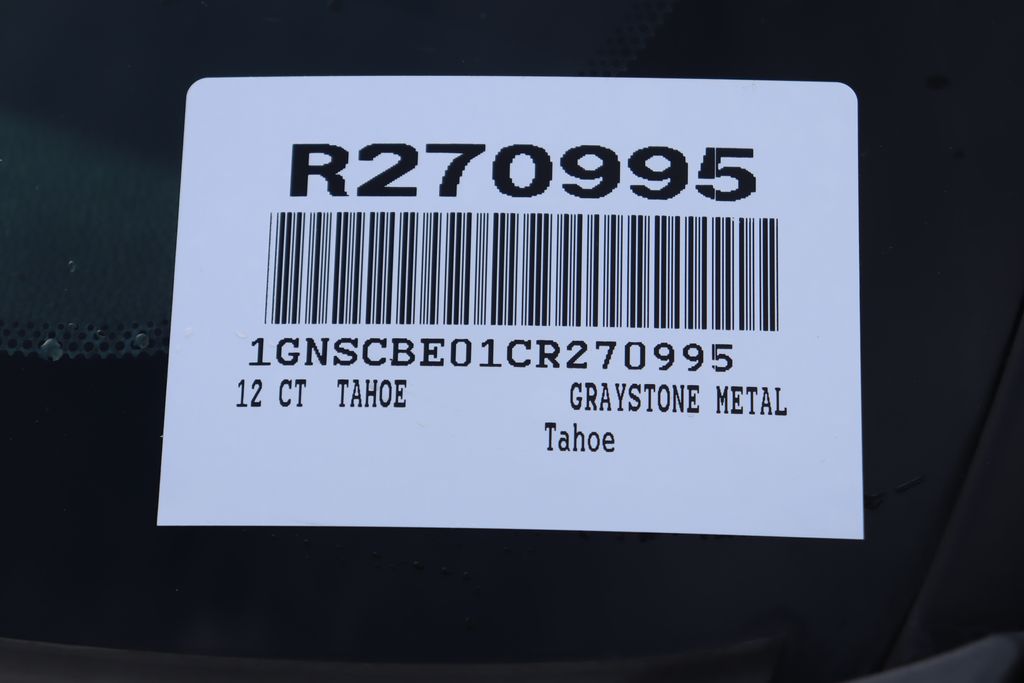 R270995
1GNSCBE01CR270995
12 CT TAHOE GRAYSTONE METAL
Tahoe